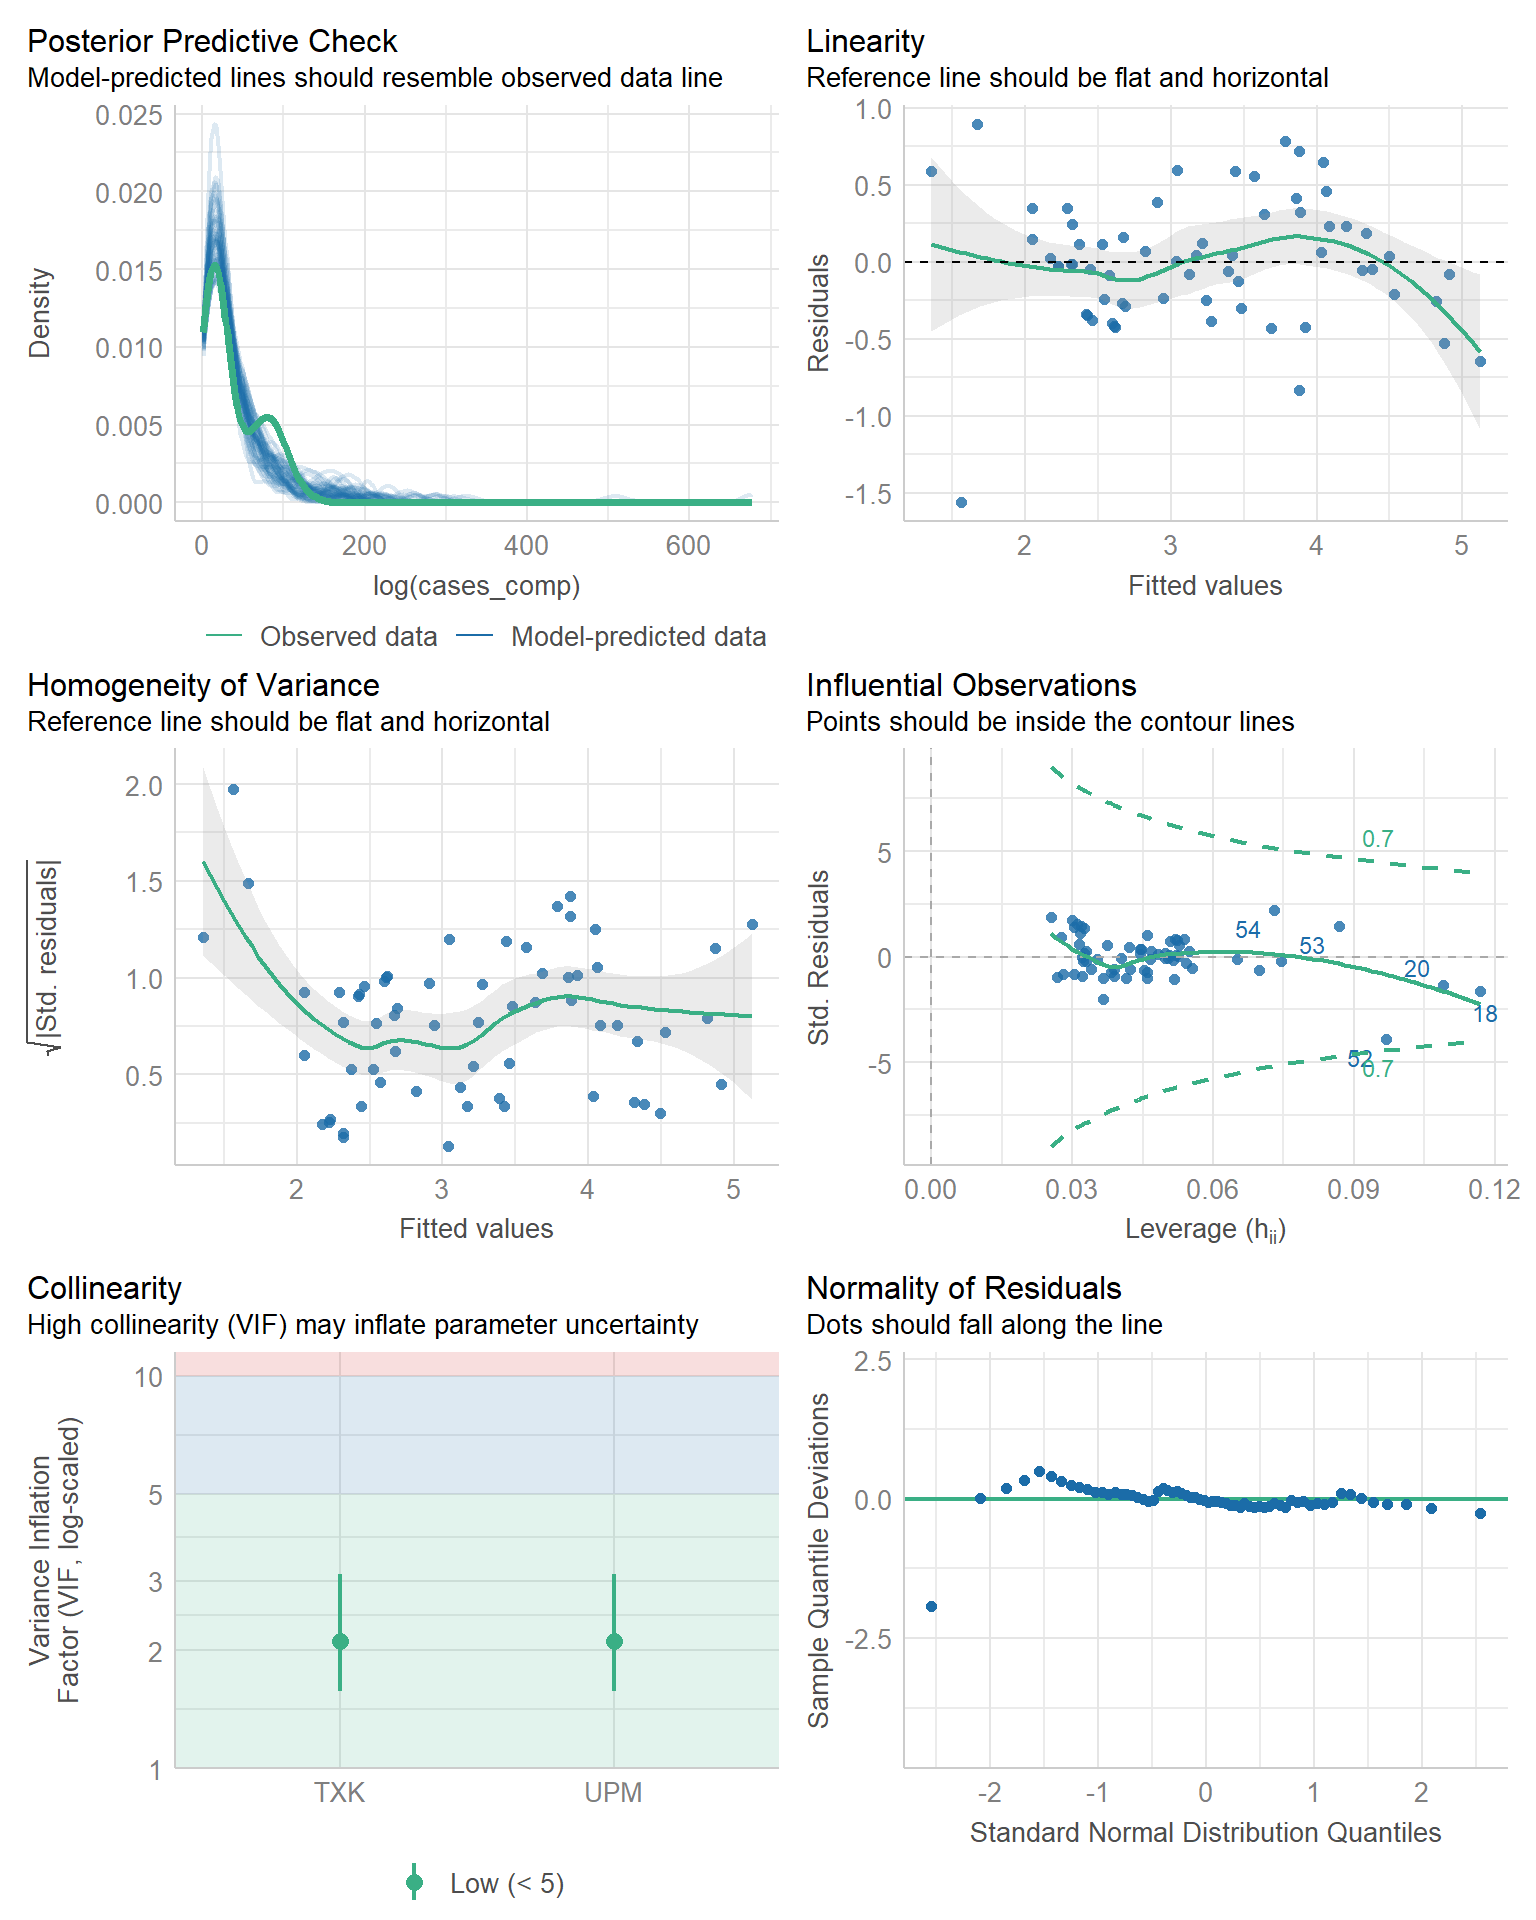 Posterior Predictive Check
Model-predicted lines should resemble observed data line
0.025
0.020
0.015
0.010
0.005
0.000
Density
0 200 400 600
log(cases_comp)
Observed data Model-predicted data
Linearity
Reference line should be flat and horizontal
1.0
0.5
0.0
-0.5
-1.0
-1.5
Residuals
2 3 4 5
Fitted values
Homogeneity of Variance
Reference line should be flat and horizontal
2.0
1.5
1.0
0.5
√|Std. residuals|
2 3 4 5
Fitted values
Influential Observations
Points should be inside the contour lines
5
0
-5
Std. Residuals
0.7
54
53
20
18
52
0.7
0.00 0.03 0.06 0.09 0.12
Leverage (hii)
Collinearity
High collinearity (VIF) may inflate parameter uncertainty
10
5
3
2
1
Variance Inflation
Factor (VIF, log-scaled)
TXK UPM
Low (< 5)
Normality of Residuals
Dots should fall along the line
2.5
0.0
-2.5
Sample Quantile Deviations
-2 -1 0 1 2
Standard Normal Distribution Quantiles